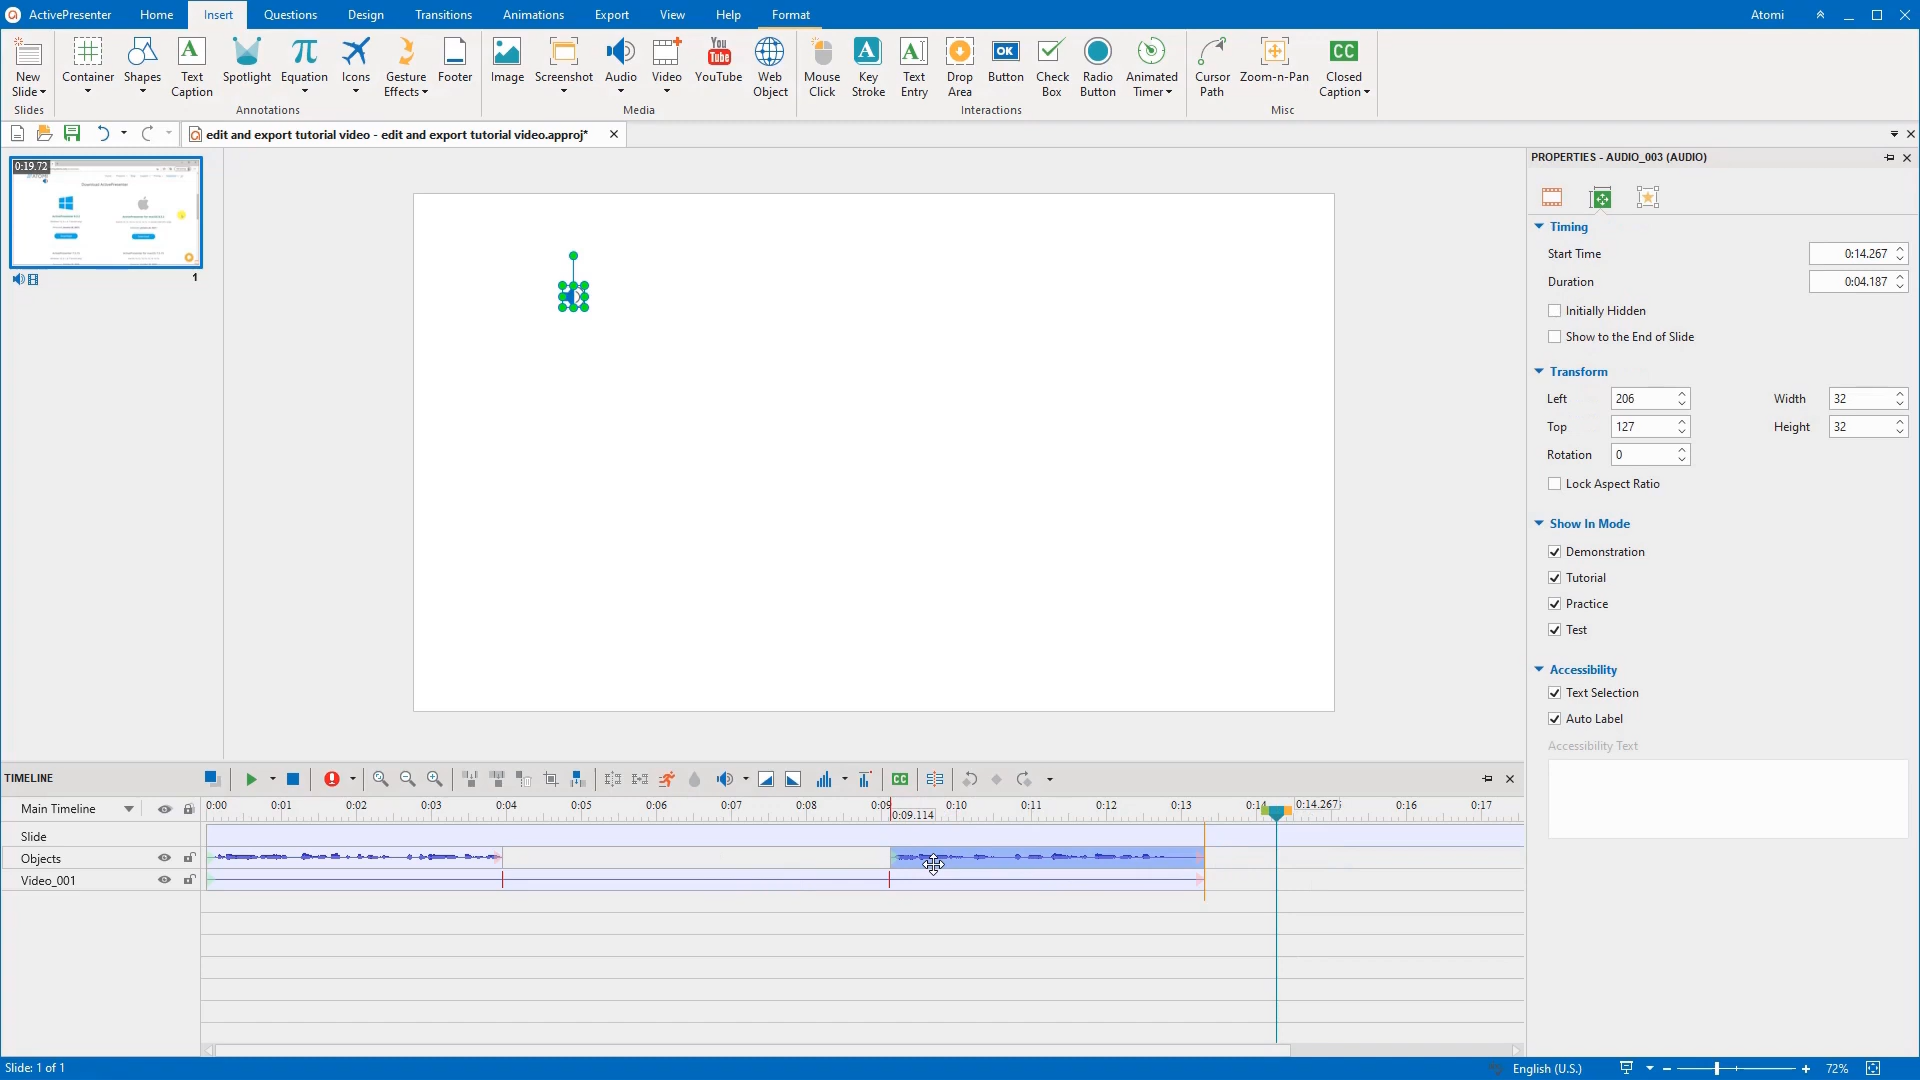 ActivePresenter Home Insert Questions Design Transitions Animations Export View Help Format Atomi
New Slide Container Shapes Text Caption Spotlight Equation Icons Gesture Effects Footer Image Screenshot Audio Video YouTube Web Object Mouse Click Key Stroke Text Entry Drop Area Button Check Box Radio Button Animated Timer Cursor Path Zoom-n-Pan Closed Caption
Slides Annotations Media Interactions Misc
edit and export tutorial video - edit and export tutorial video.approj*
PROPERTIES - AUDIO_003 (AUDIO)
0:19.72
1
Timing
Start Time 0:14.267
Duration 0:04.187
Initially Hidden
Show to the End of Slide
Transform
Left 206 Width 32
Top 127 Height 32
Rotation 0
Lock Aspect Ratio
Show In Mode
Demonstration
Tutorial
Practice
Test
Accessibility
Text Selection
Auto Label
Accessibility Text
TIMELINE
Main Timeline 0:00 0:01 0:02 0:03 0:04 0:05 0:06 0:07 0:08 0:09 0:10 0:11 0:12 0:13 0:14 0:14.267 0:16 0:17
0:09.114
Slide
Objects
Video_001
Slide: 1 of 1 English (U.S.) 72%